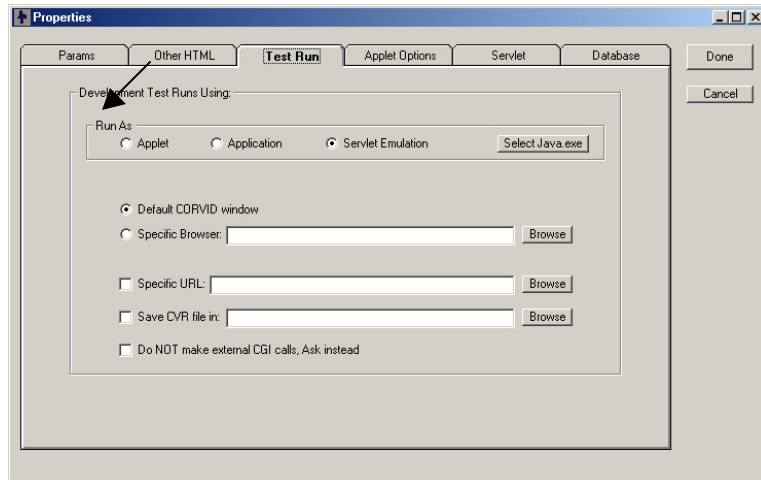 Properties
Params Other HTML Test Run Applet Options Servlet Database
Done
Cancel
Development Test Runs Using:
Run As
Applet Application Servlet Emulation Select Java.exe
Default CORVID window
Specific Browser: Browse
Specific URL: Browse
Save CVR file in: Browse
Do NOT make external CGI calls, Ask instead